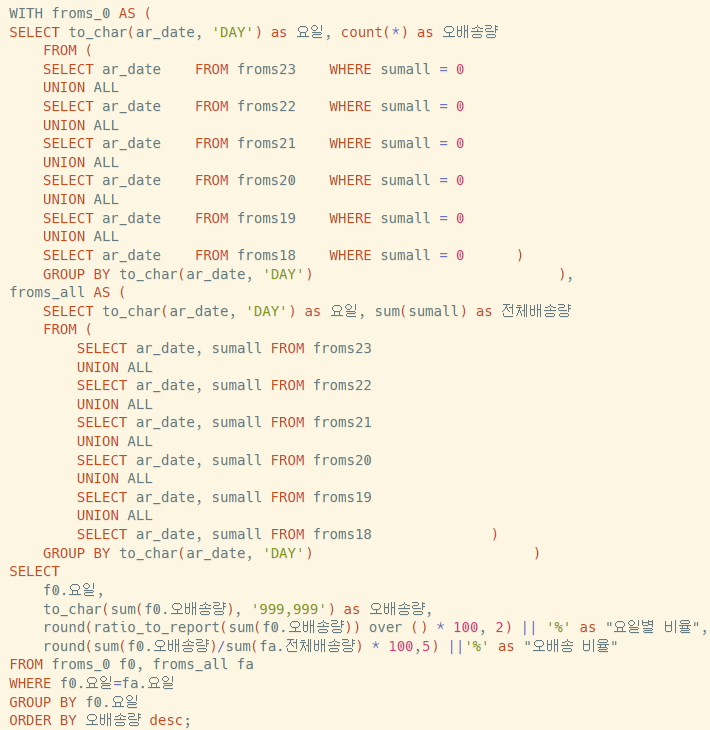 WITH froms_0 AS (
SELECT to_char(ar_date, 'DAY') as 요일, count(*) as 오배송량
    FROM (
    SELECT ar_date    FROM froms23    WHERE sumall = 0
    UNION ALL
    SELECT ar_date    FROM froms22    WHERE sumall = 0
    UNION ALL
    SELECT ar_date    FROM froms21    WHERE sumall = 0
    UNION ALL
    SELECT ar_date    FROM froms20    WHERE sumall = 0
    UNION ALL
    SELECT ar_date    FROM froms19    WHERE sumall = 0
    UNION ALL
    SELECT ar_date    FROM froms18    WHERE sumall = 0      )
    GROUP BY to_char(ar_date, 'DAY')                             ),
froms_all AS (
    SELECT to_char(ar_date, 'DAY') as 요일, sum(sumall) as 전체배송량
    FROM (
        SELECT ar_date, sumall FROM froms23
        UNION ALL
        SELECT ar_date, sumall FROM froms22
        UNION ALL
        SELECT ar_date, sumall FROM froms21
        UNION ALL
        SELECT ar_date, sumall FROM froms20
        UNION ALL
        SELECT ar_date, sumall FROM froms19
        UNION ALL
        SELECT ar_date, sumall FROM froms18              )
    GROUP BY to_char(ar_date, 'DAY')                          )
SELECT
    f0.요일,
    to_char(sum(f0.오배송량), '999,999') as 오배송량,
    round(ratio_to_report(sum(f0.오배송량)) over () * 100, 2) || '%' as "요일별 비율",
    round(sum(f0.오배송량)/sum(fa.전체배송량) * 100,5) ||'%' as "오배송 비율"
FROM froms_0 f0, froms_all fa
WHERE f0.요일=fa.요일
GROUP BY f0.요일
ORDER BY 오배송량 desc;